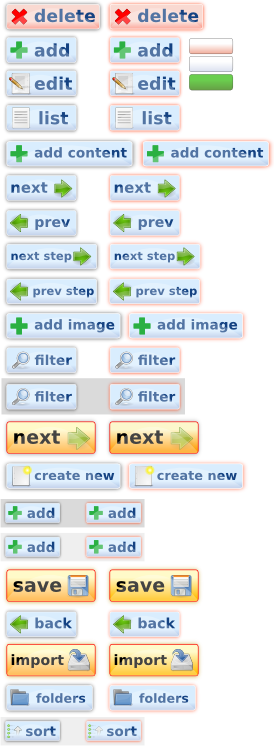 delete delete
add add
edit edit
list list
add content add content
next next
prev prev
next step next step
prev step prev step
add image add image
filter filter
filter filter
next next
create new create new
add add
add add
save save
back back
import import
folders folders
sort sort